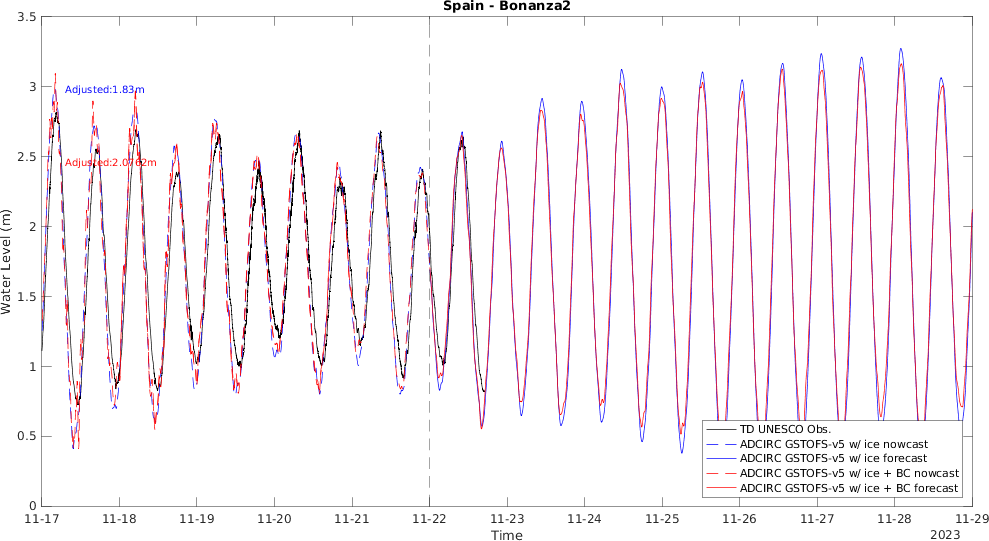 Spain - Bonanza2
3.5
3
2.5
2
1.5
1
0.5
0
Water Level (m)
Adjusted:1.83m
Adjusted:2.0762m
TD UNESCO Obs.
ADCIRC GSTOFS-v5 w/ ice nowcast
ADCIRC GSTOFS-v5 w/ ice forecast
ADCIRC GSTOFS-v5 w/ ice + BC nowcast
ADCIRC GSTOFS-v5 w/ ice + BC forecast
11-17 11-18 11-19 11-20 11-21 11-22 11-23 11-24 11-25 11-26 11-27 11-28 11-29
Time
2023